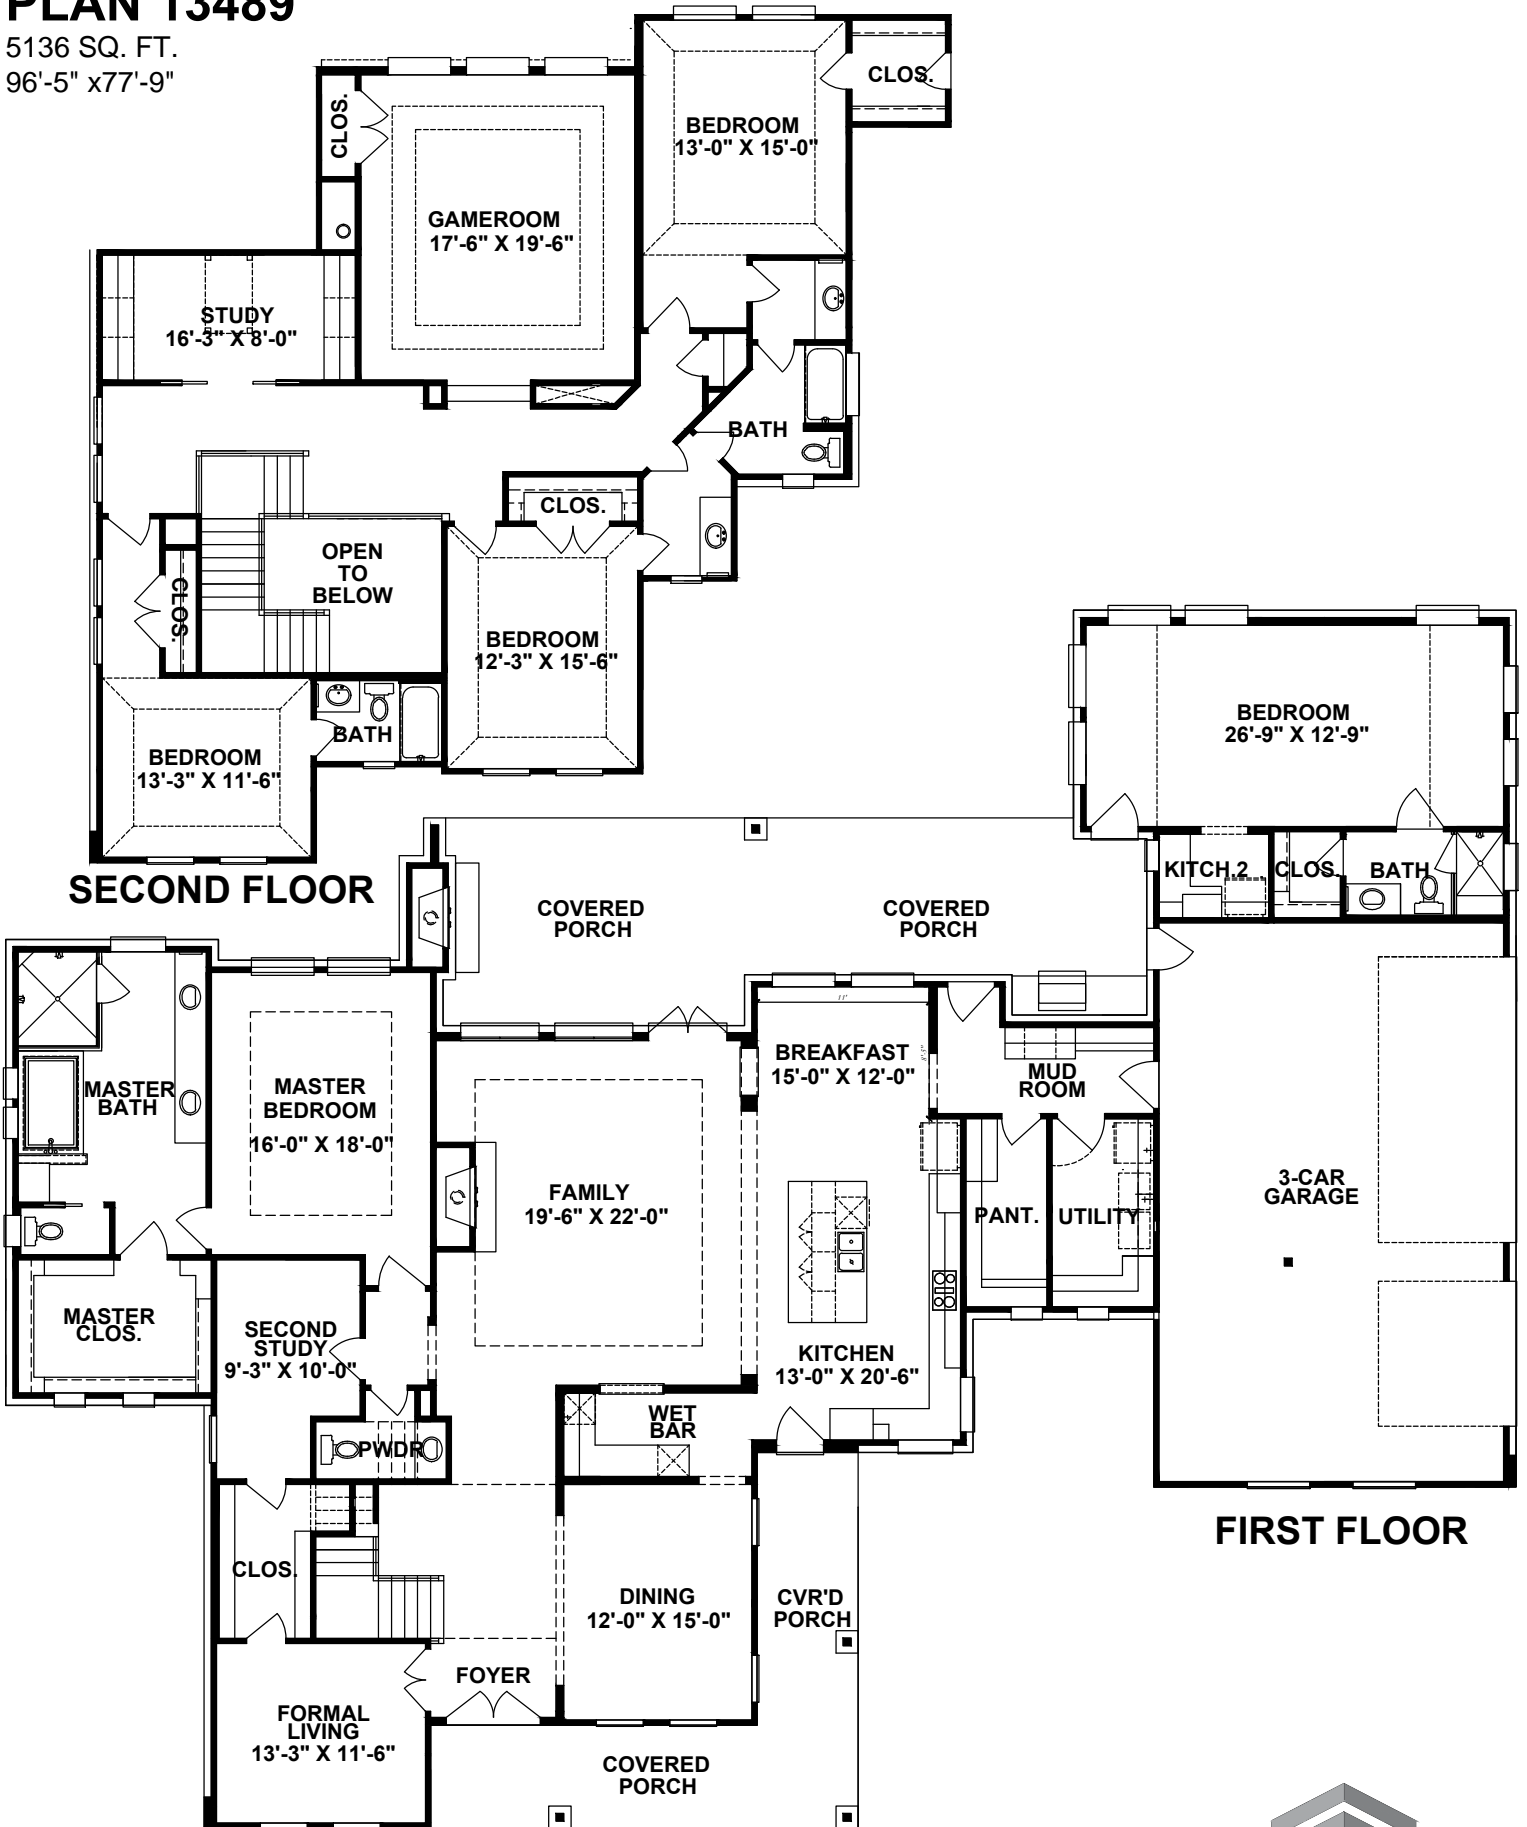 PLAN 13489
5136 SQ. FT.
96'-5" x77'-9"
CLOS.
BEDROOM
13'-0" X 15'-0"
CLOS.
GAMEROOM
17'-6" X 19'-6"
STUDY
16'-3" X 8'-0"
BATH
CLOS.
OPEN
TO
BELOW
CLOS.
BEDROOM
12'-3" X 15'-6"
BATH
BEDROOM
13'-3" X 11'-6"
SECOND FLOOR
BEDROOM
26'-9" X 12'-9"
KITCH.2
CLOS.
BATH
COVERED
PORCH
COVERED
PORCH
11'
BREAKFAST
15'-0" X 12'-0"
MUD
ROOM
MASTER
BATH
MASTER
BEDROOM
16'-0" X 18'-0"
FAMILY
19'-6" X 22'-0"
PANT.
UTILITY
3-CAR
GARAGE
MASTER
CLOS.
SECOND
STUDY
9'-3" X 10'-0"
KITCHEN
13'-0" X 20'-6"
WET
BAR
PWDR
FIRST FLOOR
CLOS.
DINING
12'-0" X 15'-0"
CVR'D
PORCH
FOYER
FORMAL
LIVING
13'-3" X 11'-6"
COVERED
PORCH